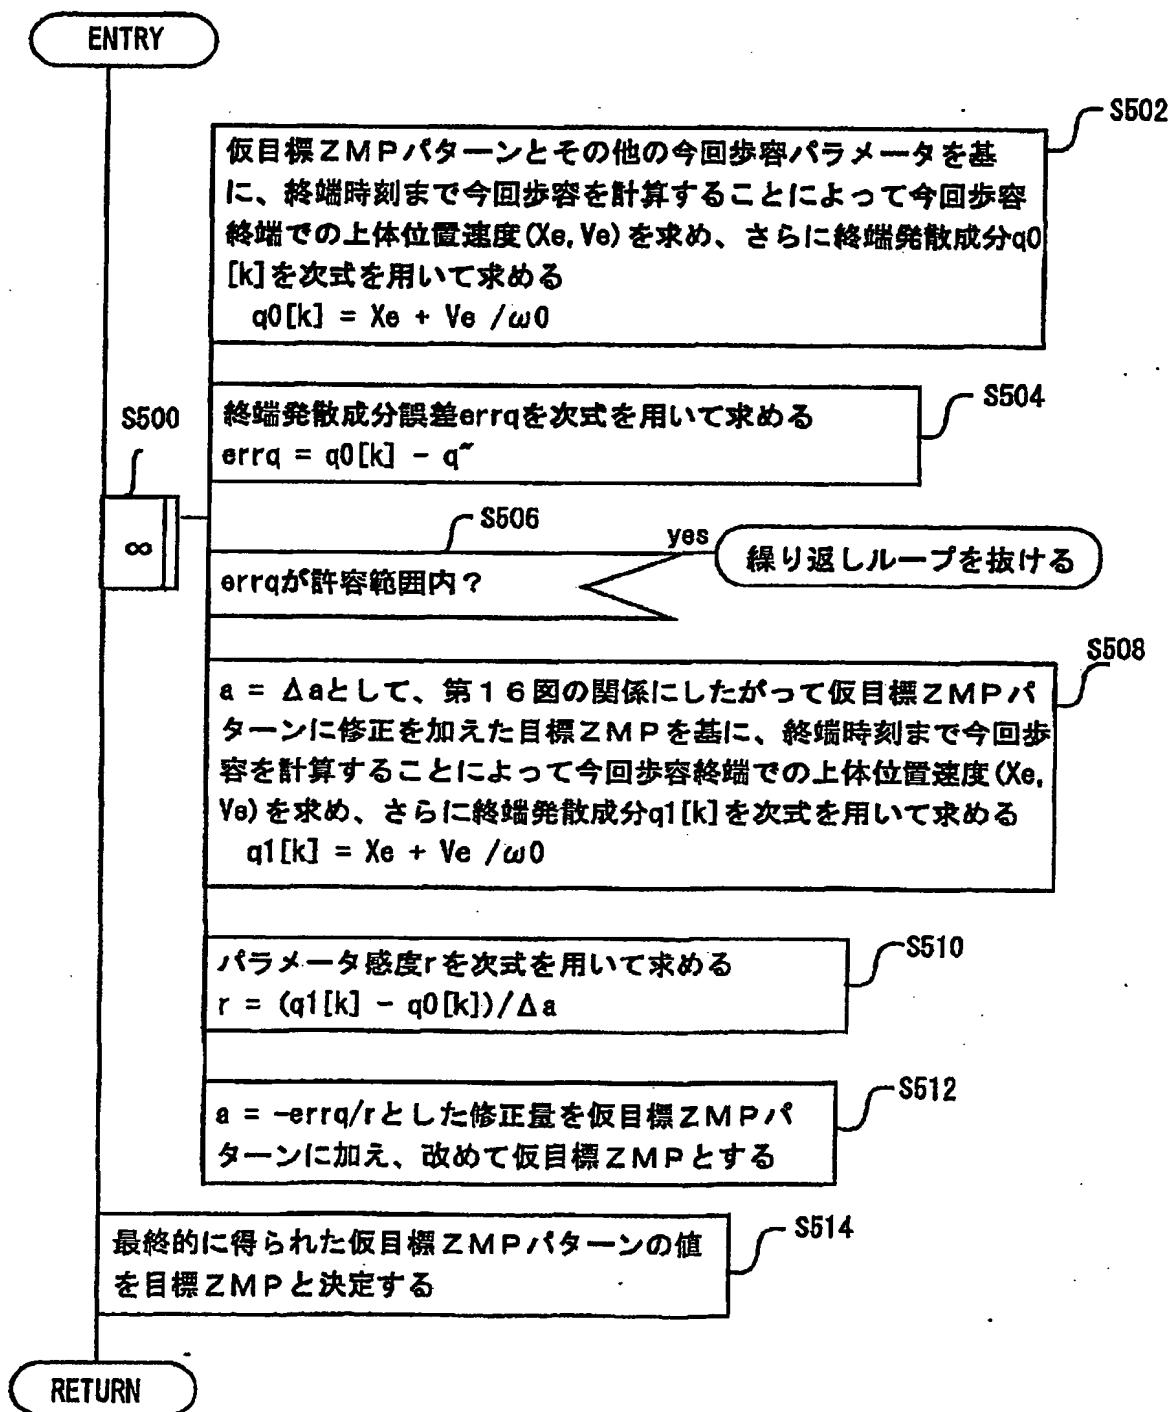 ENTRY
S502
仮目標ZMPパターンとその他の今回歩容パラメータを基
に、終端時刻まで今回歩容を計算することによって今回歩容
終端での上体位置速度(Xe,Ve)を求め、さらに終端発散成分q0
[k]を次式を用いて求める
q0[k] = Xe + Ve /ω0
S504
終端発散成分誤差errqを次式を用いて求める
errq = q0[k] - q~
S500
∞
S506
errqが許容範囲内?
yes
繰り返しループを抜ける
S508
a = Δaとして、第16図の関係にしたがって仮目標ZMPパ
ターンに修正を加えた目標ZMPを基に、終端時刻まで今回歩
容を計算することによって今回歩容終端での上体位置速度(Xe,
Ve)を求め、さらに終端発散成分q1[k]を次式を用いて求める
q1[k] = Xe + Ve /ω0
S510
パラメータ感度rを次式を用いて求める
r = (q1[k] - q0[k])/Δa
S512
a = -errq/rとした修正量を仮目標ZMPパ
ターンに加え、改めて仮目標ZMPとする
S514
最終的に得られた仮目標ZMPパターンの値
を目標ZMPと決定する
RETURN